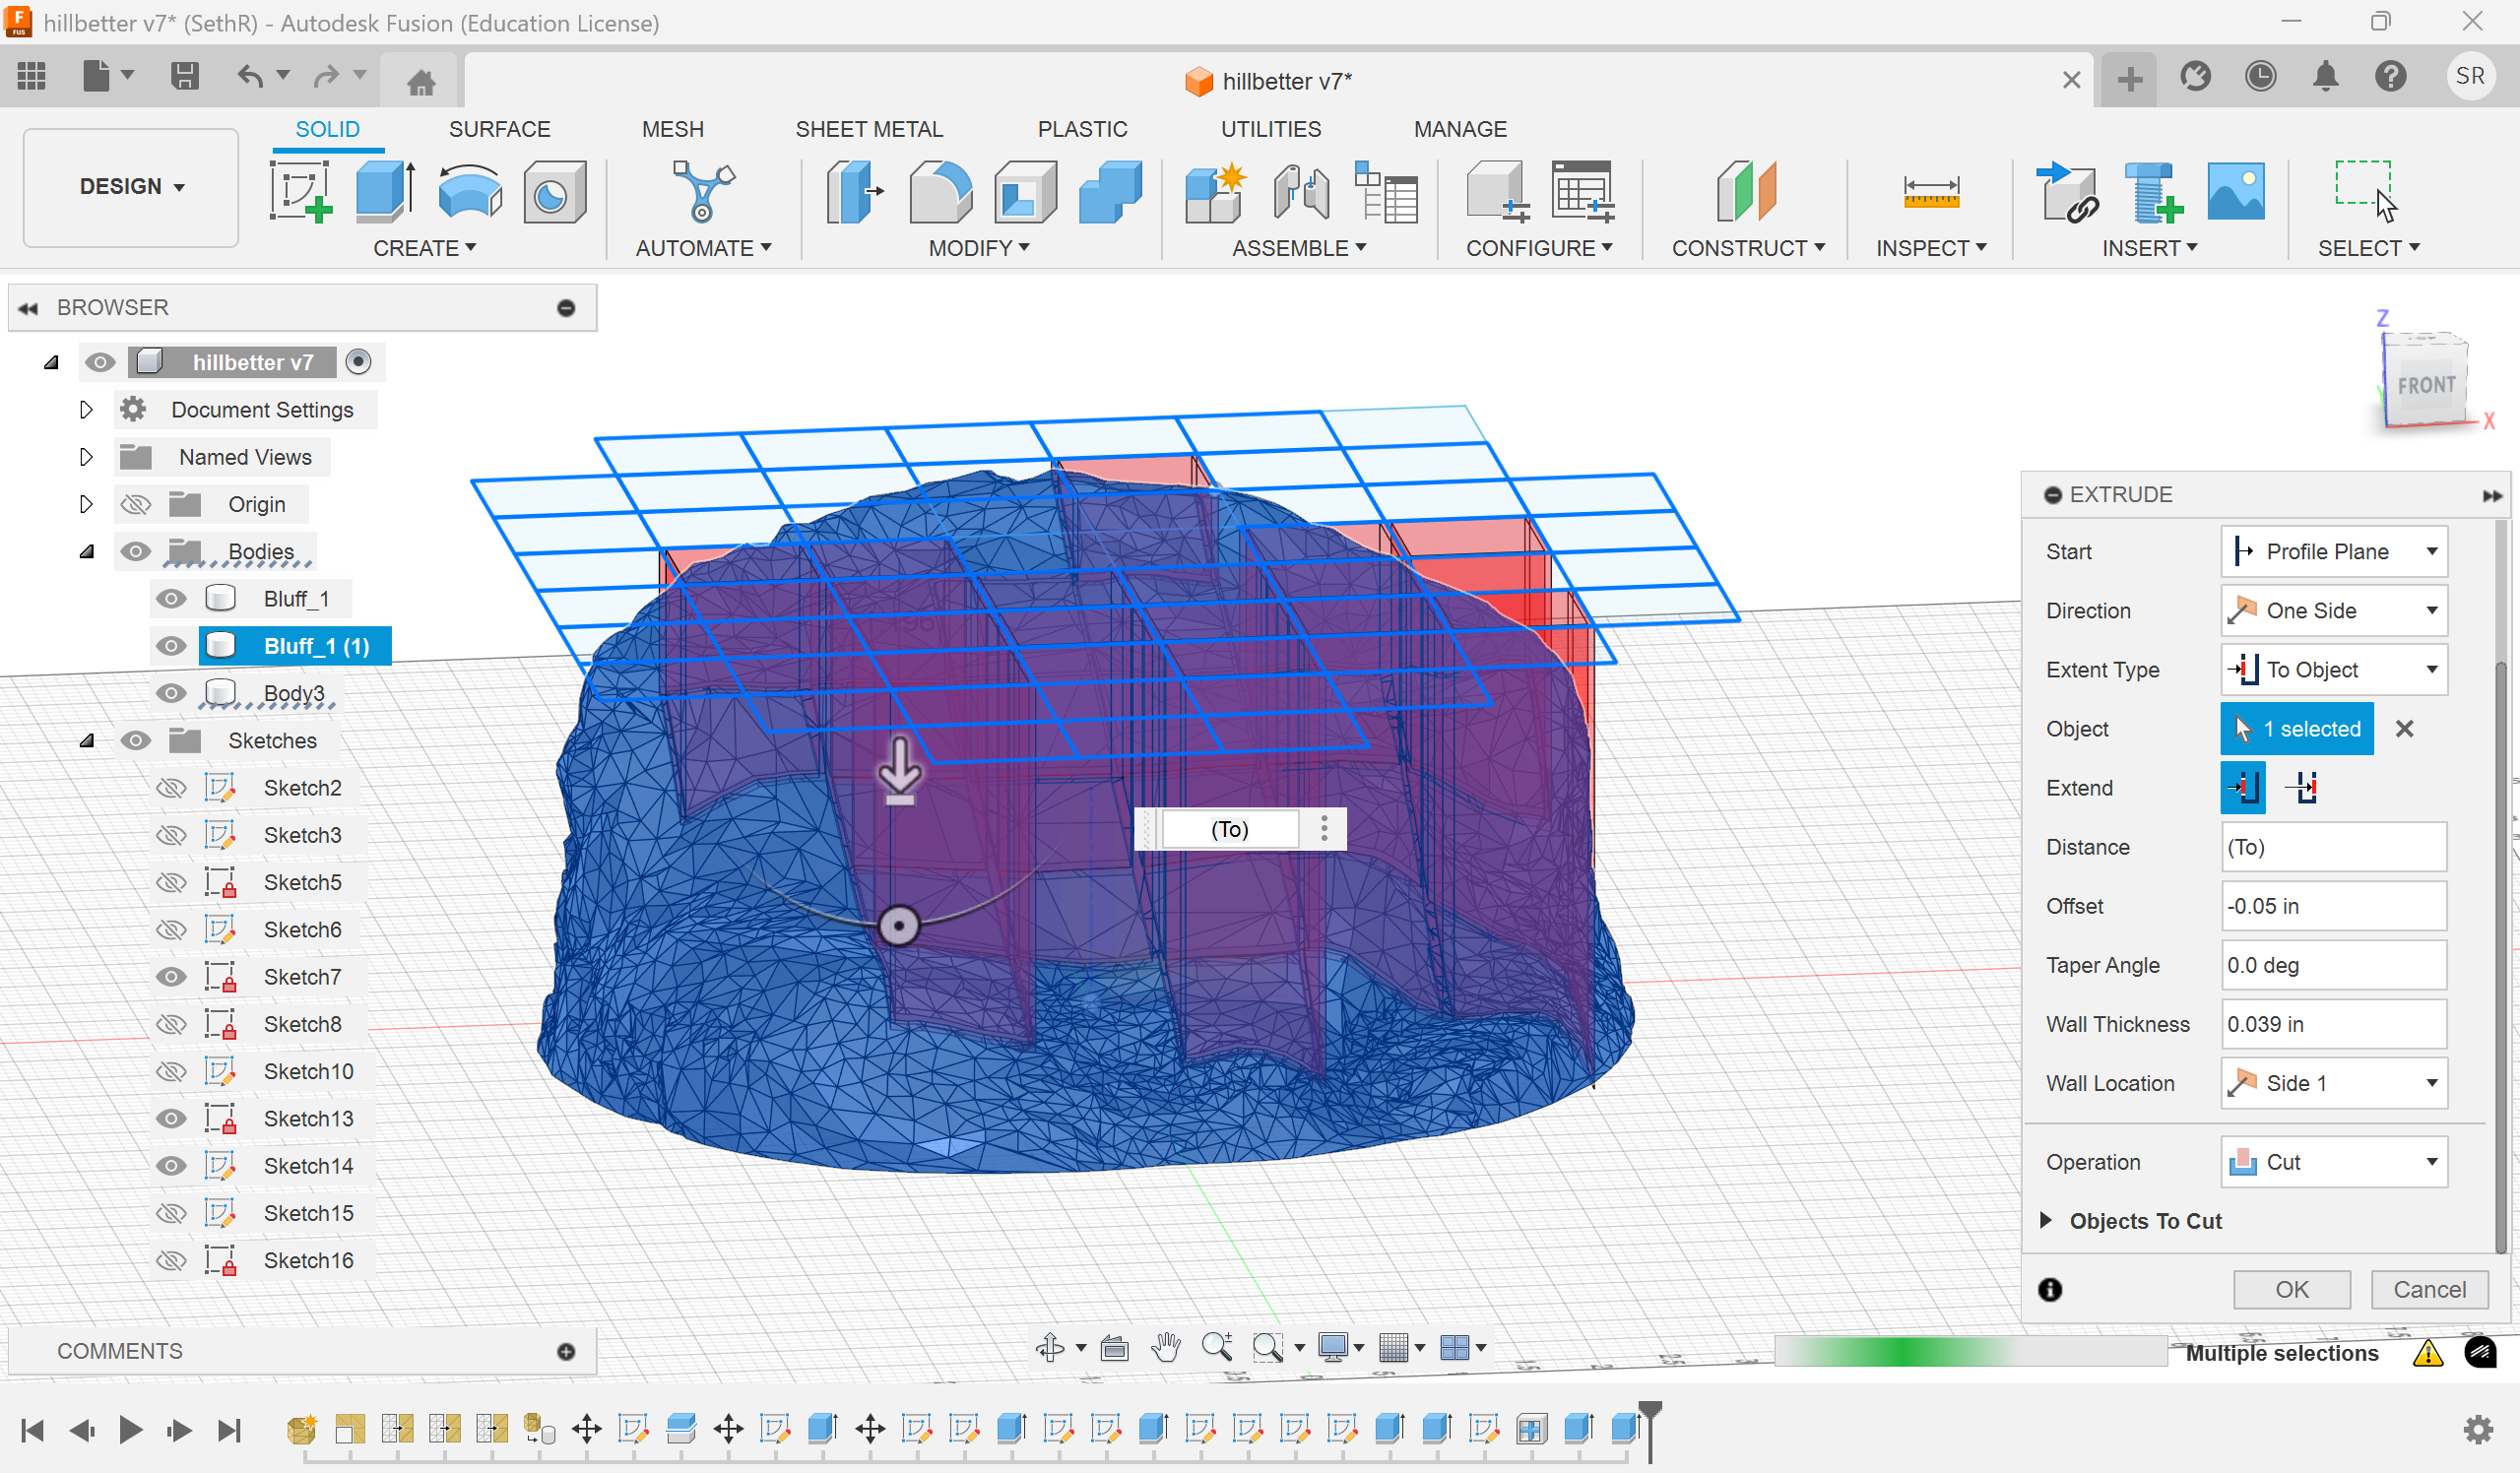 hillbetter v7* (SethR) - Autodesk Fusion (Education License)
hillbetter v7*
SR
DESIGN
SOLID
SURFACE
MESH
SHEET METAL
PLASTIC
UTILITIES
MANAGE
CREATE
AUTOMATE
MODIFY
ASSEMBLE
CONFIGURE
CONSTRUCT
INSPECT
INSERT
SELECT
BROWSER
hillbetter v7
Document Settings
Named Views
Origin
Bodies
Bluff_1
Bluff_1 (1)
Body3
Sketches
Sketch2
Sketch3
Sketch5
Sketch6
Sketch7
Sketch8
Sketch10
Sketch13
Sketch14
Sketch15
Sketch16
Z
FRONT
X
(To)
EXTRUDE
Start
Profile Plane
Direction
One Side
Extent Type
To Object
Object
1 selected
Extend
Distance
(To)
Offset
-0.05 in
Taper Angle
0.0 deg
Wall Thickness
0.039 in
Wall Location
Side 1
Operation
Cut
Objects To Cut
OK
Cancel
COMMENTS
Multiple selections